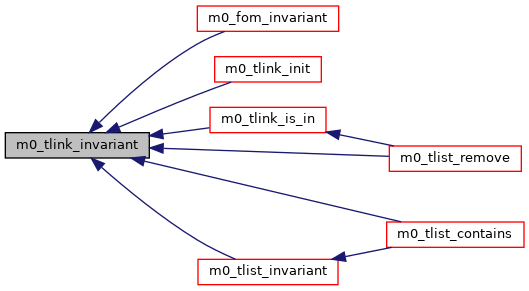 m0_fom_invariant
m0_tlink_init
m0_tlink_is_in
m0_tlink_invariant
m0_tlist_remove
m0_tlist_contains
m0_tlist_invariant